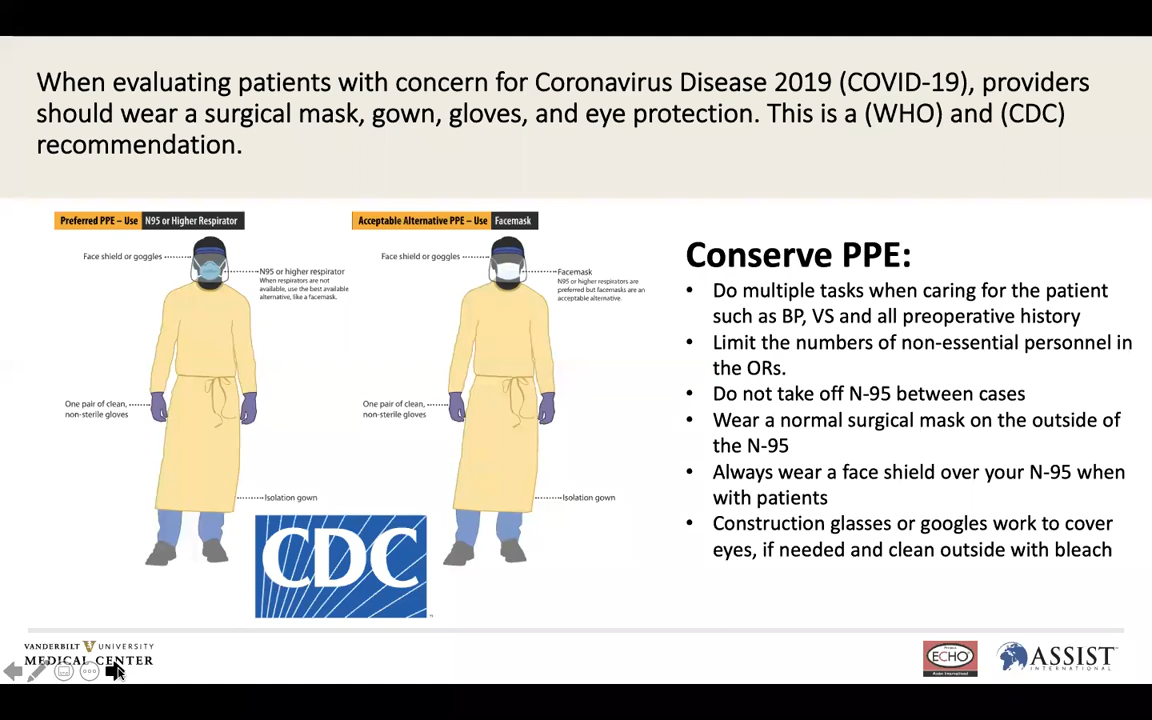 When evaluating patients with concern for Coronavirus Disease 2019 (COVID-19), providers
should wear a surgical mask, gown, gloves, and eye protection. This is a (WHO) and (CDC)
recommendation.
Preferred PPE – Use N95 or Higher Respirator
Face shield or goggles
N95 or higher respirator
When respirators are not
available, use the best available
alternative, like a facemask.
One pair of clean,
non-sterile gloves
Isolation gown
Acceptable Alternative PPE – Use Facemask
Face shield or goggles
Facemask
N95 or higher respirators are
preferred but facemasks are an
acceptable alternative.
One pair of clean,
non-sterile gloves
Isolation gown
CDC
Conserve PPE:
• Do multiple tasks when caring for the patient
such as BP, VS and all preoperative history
• Limit the numbers of non-essential personnel in
the ORs.
• Do not take off N-95 between cases
• Wear a normal surgical mask on the outside of
the N-95
• Always wear a face shield over your N-95 when
with patients
• Construction glasses or googles work to cover
eyes, if needed and clean outside with bleach
VANDERBILT V UNIVERSITY
MEDICAL CENTER
ECHO
ASSIST
INTERNATIONAL